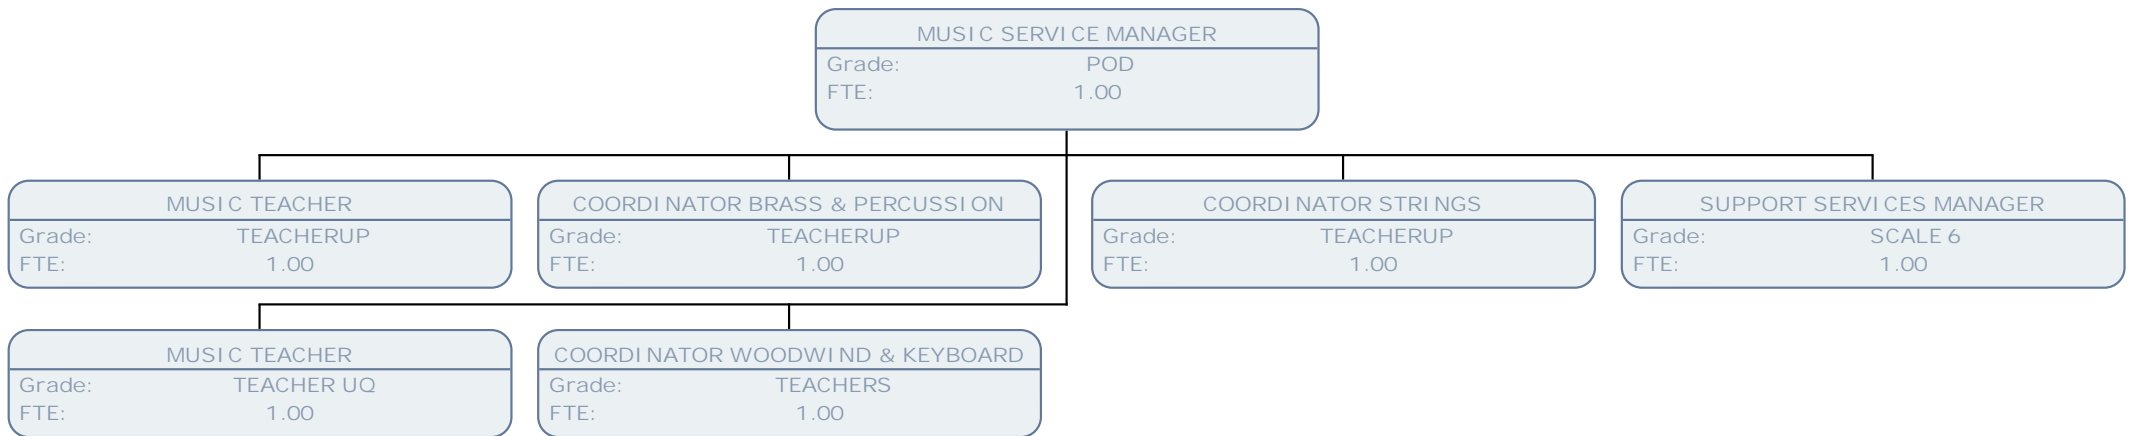 MUSIC SERVICE MANAGER
Grade: POD
FTE: 1.00
MUSIC TEACHER
Grade: TEACHERUP
FTE: 1.00
COORDINATOR BRASS & PERCUSSION
Grade: TEACHERUP
FTE: 1.00
COORDINATOR STRINGS
Grade: TEACHERUP
FTE: 1.00
SUPPORT SERVICES MANAGER
Grade: SCALE 6
FTE: 1.00
MUSIC TEACHER
Grade: TEACHER UQ
FTE: 1.00
COORDINATOR WOODWIND & KEYBOARD
Grade: TEACHERS
FTE: 1.00